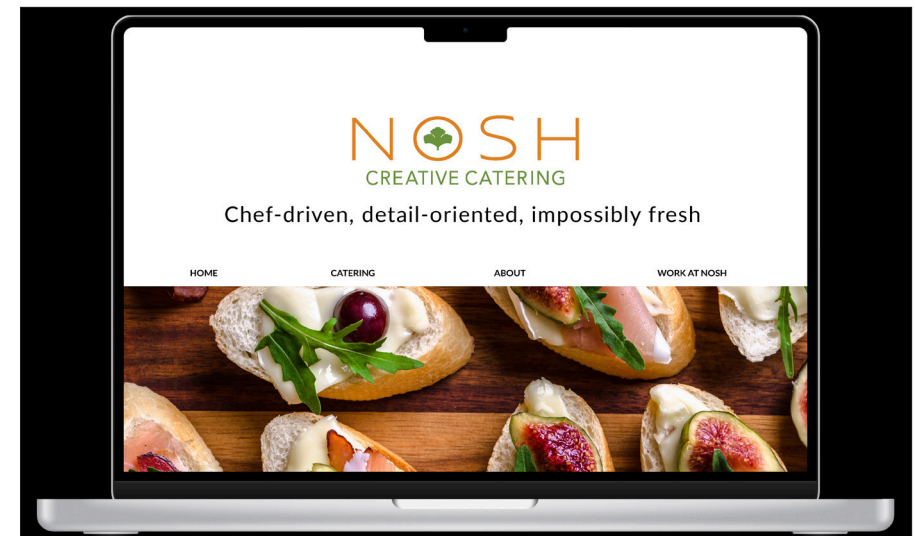 NOSH
CREATIVE CATERING
Chef-driven, detail-oriented, impossibly fresh
HOME CATERING ABOUT WORK AT NOSH